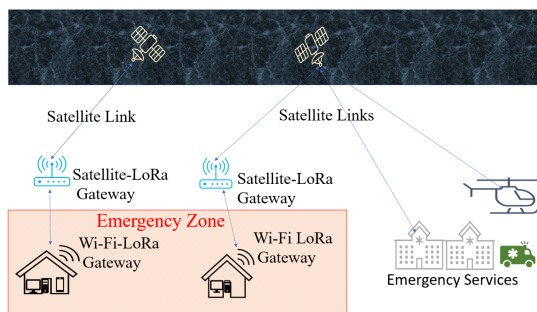 Satellite Link
Satellite Links
Satellite-LoRa
Gateway
Satellite-LoRa
Gateway
Emergency Zone
Wi-Fi-LoRa
Gateway
Wi-Fi LoRa
Gateway
Emergency Services